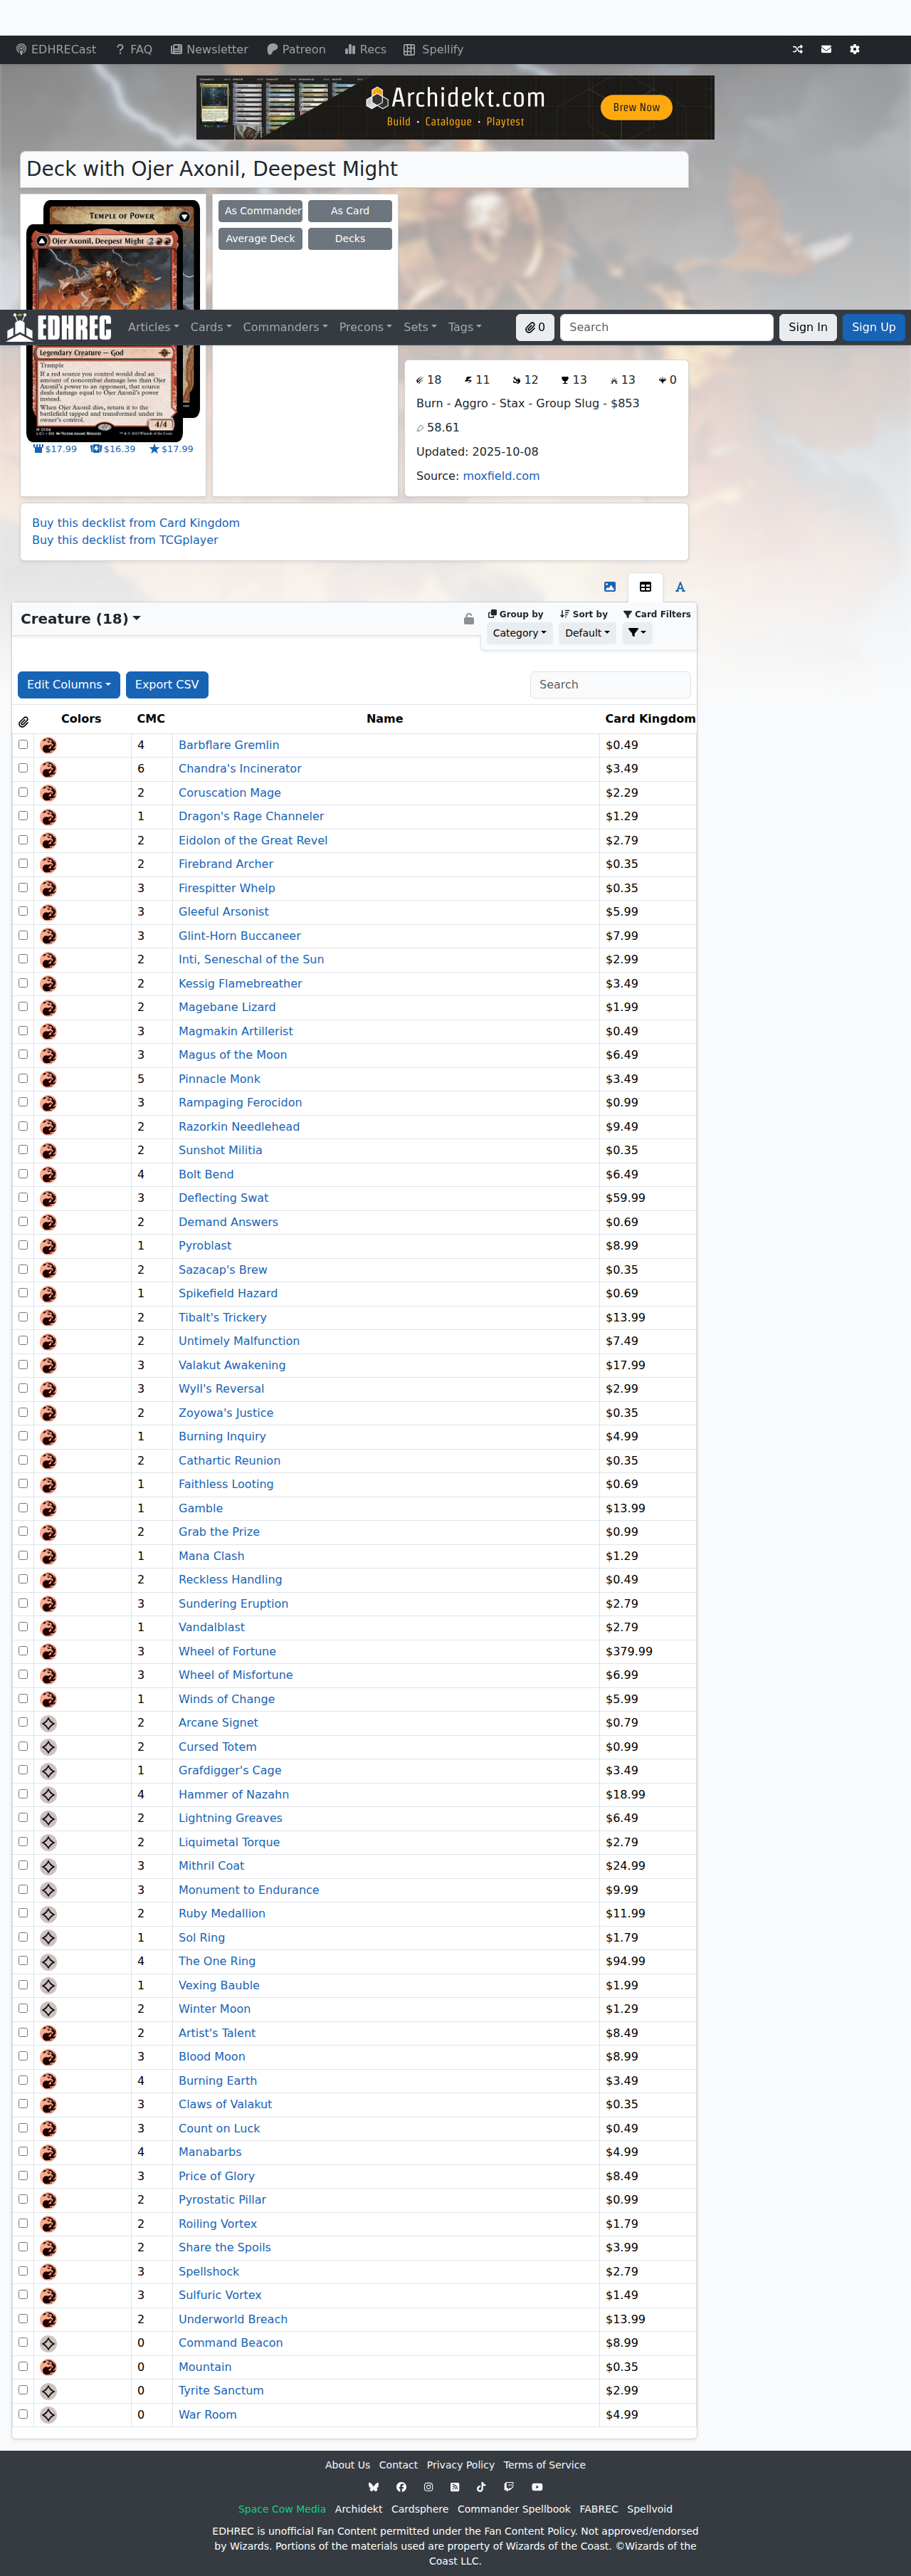 EDHRECast FAQ Newsletter Patreon Recs Spellify
Archidekt.com
Build • Catalogue • Playtest
Brew Now
Deck with Ojer Axonil, Deepest Might
Temple of Power
Ojer Axonil, Deepest Might
As Commander As Card
Average Deck Decks
EDHREC Articles Cards Commanders Precons Sets Tags 0 Search Sign In Sign Up
Legendary Creature — God
Trample
If a red source you control would deal an amount of noncombat damage less than Ojer Axonil's power to an opponent, that source deals damage equal to Ojer Axonil's power instead.
When Ojer Axonil dies, return it to the battlefield tapped and transformed under its owner's control.
4/4
$17.99 $16.39 $17.99
18 11 12 13 13 0
Burn - Aggro - Stax - Group Slug - $853
58.61
Updated: 2025-10-08
Source: moxfield.com
Buy this decklist from Card Kingdom
Buy this decklist from TCGplayer
Creature (18)
Group by Sort by Card Filters
Category Default
Edit Columns Export CSV Search
Colors CMC Name Card Kingdom
4 Barbflare Gremlin $0.49
6 Chandra's Incinerator $3.49
2 Coruscation Mage $2.29
1 Dragon's Rage Channeler $1.29
2 Eidolon of the Great Revel $2.79
2 Firebrand Archer $0.35
3 Firespitter Whelp $0.35
3 Gleeful Arsonist $5.99
3 Glint-Horn Buccaneer $7.99
2 Inti, Seneschal of the Sun $2.99
2 Kessig Flamebreather $3.49
2 Magebane Lizard $1.99
3 Magmakin Artillerist $0.49
3 Magus of the Moon $6.49
5 Pinnacle Monk $3.49
3 Rampaging Ferocidon $0.99
2 Razorkin Needlehead $9.49
2 Sunshot Militia $0.35
4 Bolt Bend $6.49
3 Deflecting Swat $59.99
2 Demand Answers $0.69
1 Pyroblast $8.99
2 Sazacap's Brew $0.35
1 Spikefield Hazard $0.69
2 Tibalt's Trickery $13.99
2 Untimely Malfunction $7.49
3 Valakut Awakening $17.99
3 Wyll's Reversal $2.99
2 Zoyowa's Justice $0.35
1 Burning Inquiry $4.99
2 Cathartic Reunion $0.35
1 Faithless Looting $0.69
1 Gamble $13.99
2 Grab the Prize $0.99
1 Mana Clash $1.29
2 Reckless Handling $0.49
3 Sundering Eruption $2.79
1 Vandalblast $2.79
3 Wheel of Fortune $379.99
3 Wheel of Misfortune $6.99
1 Winds of Change $5.99
2 Arcane Signet $0.79
2 Cursed Totem $0.99
1 Grafdigger's Cage $3.49
4 Hammer of Nazahn $18.99
2 Lightning Greaves $6.49
2 Liquimetal Torque $2.79
3 Mithril Coat $24.99
3 Monument to Endurance $9.99
2 Ruby Medallion $11.99
1 Sol Ring $1.79
4 The One Ring $94.99
1 Vexing Bauble $1.99
2 Winter Moon $1.29
2 Artist's Talent $8.49
3 Blood Moon $8.99
4 Burning Earth $3.49
3 Claws of Valakut $0.35
3 Count on Luck $0.49
4 Manabarbs $4.99
3 Price of Glory $8.49
2 Pyrostatic Pillar $0.99
2 Roiling Vortex $1.79
2 Share the Spoils $3.99
3 Spellshock $2.79
3 Sulfuric Vortex $1.49
2 Underworld Breach $13.99
0 Command Beacon $8.99
0 Mountain $0.35
0 Tyrite Sanctum $2.99
0 War Room $4.99
About Us Contact Privacy Policy Terms of Service
Space Cow Media Archidekt Cardsphere Commander Spellbook FABREC Spellvoid
EDHREC is unofficial Fan Content permitted under the Fan Content Policy. Not approved/endorsed
by Wizards. Portions of the materials used are property of Wizards of the Coast. ©Wizards of the
Coast LLC.